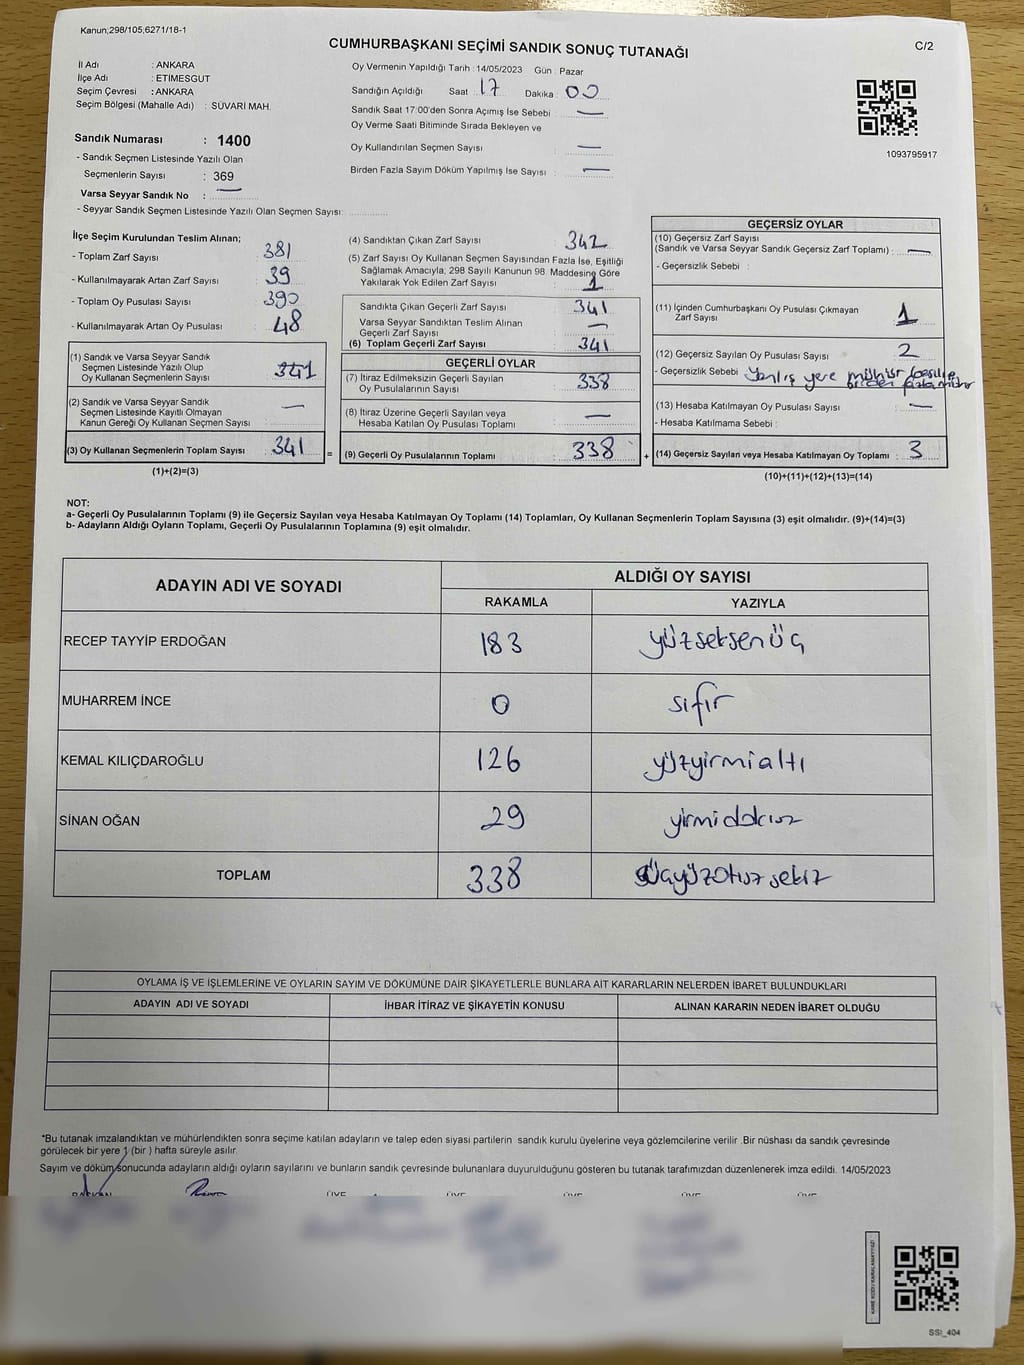 Kanun;298/105,6271/18-1
CUMHURBAŞKANI SEÇİMİ SANDIK SONUÇ TUTANAĞI
C/2
İl Adı : ANKARA
İlçe Adı : ETİMESGUT
Seçim Çevresi : ANKARA
Seçim Bölgesi (Mahalle Adı) : SÜVARİ MAH.
Sandık Numarası : 1400
- Sandık Seçmen Listesinde Yazılı Olan
Seçmenlerin Sayısı : 369
Varsa Seyyar Sandık No : —
- Seyyar Sandık Seçmen Listesinde Yazılı Olan Seçmen Sayısı:
Oy Vermenin Yapıldığı Tarih : 14/05/2023 Gün : Pazar
Sandığın Açıldığı Saat : 17 Dakika : 00
Sandık Saat 17:00'den Sonra Açımış İse Sebebi : —
Oy Verme Saati Bitiminde Sırada Bekleyen ve
Oy Kullandırılan Seçmen Sayısı : —
Birden Fazla Sayım Döküm Yapılmış İse Sayısı : —
1093795917
İlçe Seçim Kurulundan Teslim Alınan;
- Toplam Zarf Sayısı : 381
- Kullanılmayarak Artan Zarf Sayısı : 39
- Toplam Oy Pusulası Sayısı : 390
- Kullanılmayarak Artan Oy Pusulası : 48
(1) Sandık ve Varsa Seyyar Sandık
Seçmen Listesinde Yazılı Olup
Oy Kullanan Seçmenlerin Sayısı : 341
(2) Sandık ve Varsa Seyyar Sandık
Seçmen Listesinde Kayıtlı Olmayan
Kanun Gereği Oy Kullanan Seçmen Sayısı : —
(3) Oy Kullanan Seçmenlerin Toplam Sayısı : 341 =
(1)+(2)=(3)
(4) Sandıktan Çıkan Zarf Sayısı : 342
(5) Zarf Sayısı Oy Kullanan Seçmen Sayısından Fazla İse, Eşitliği
Sağlamak Amacıyla, 298 Sayılı Kanunun 98. Maddesine Göre
Yakılarak Yok Edilen Zarf Sayısı : 1
Sandıkta Çıkan Geçerli Zarf Sayısı : 341
Varsa Seyyar Sandıktan Teslim Alınan
Geçerli Zarf Sayısı : —
(6) Toplam Geçerli Zarf Sayısı : 341
GEÇERLİ OYLAR
(7) İtiraz Edilmeksizin Geçerli Sayılan
Oy Pusulalarının Sayısı : 338
(8) İtiraz Üzerine Geçerli Sayılan veya
Hesaba Katılan Oy Pusulası Toplamı : —
(9) Geçerli Oy Pusulalarının Toplamı : 338 +
GEÇERSİZ OYLAR
(10) Geçersiz Zarf Sayısı
(Sandık ve Varsa Seyyar Sandık Geçersiz Zarf Toplamı) : —
- Geçersizlik Sebebi :
(11) İçinden Cumhurbaşkanı Oy Pusulası Çıkmayan
Zarf Sayısı : 1
(12) Geçersiz Sayılan Oy Pusulası Sayısı : 2
- Geçersizlik Sebebi : Yanlış yere mühür
birden fazla mühür
(13) Hesaba Katılmayan Oy Pusulası Sayısı : —
- Hesaba Katılmama Sebebi :
(14) Geçersiz Sayılan veya Hesaba Katılmayan Oy Toplamı : 3
(10)+(11)+(12)+(13)=(14)
NOT:
a- Geçerli Oy Pusulalarının Toplamı (9) ile Geçersiz Sayılan veya Hesaba Katılmayan Oy Toplamı (14) Toplamları, Oy Kullanan Seçmenlerin Toplam Sayısına (3) eşit olmalıdır. (9)+(14)=(3)
b- Adayların Aldığı Oyların Toplamı, Geçerli Oy Pusulalarının Toplamına (9) eşit olmalıdır.
ADAYIN ADI VE SOYADI
ALDIĞI OY SAYISI
RAKAMLA YAZIYLA
RECEP TAYYİP ERDOĞAN 183 yüzseksenüç
MUHARREM İNCE 0 sıfır
KEMAL KILIÇDAROĞLU 126 yüzyirmialtı
SİNAN OĞAN 29 yirmidokuz
TOPLAM 338 üçyüzotuzsekiz
OYLAMA İŞ VE İŞLEMLERİNE VE OYLARIN SAYIM VE DÖKÜMÜNE DAİR ŞİKAYETLERLE BUNLARA AİT KARARLARIN NELERDEN İBARET BULUNDUKLARI
ADAYIN ADI VE SOYADI İHBAR İTİRAZ VE ŞİKAYETİN KONUSU ALINAN KARARIN NEDEN İBARET OLDUĞU
*Bu tutanak imzalandıktan ve mühürlendikten sonra seçime katılan adayların ve talep eden siyasi partilerin sandık kurulu üyelerine veya gözlemcilerine verilir .Bir nüshası da sandık çevresinde
görülecek bir yere 1 (bir ) hafta süreyle asılır.
Sayım ve döküm sonucunda adayların aldığı oyların sayılarını ve bunların sandık çevresinde bulunanlara duyurulduğunu gösteren bu tutanak tarafımızdan düzenlenerek imza edildi. 14/05/2023
BAŞKAN ÜYE ÜYE ÜYE ÜYE ÜYE
SSI_404